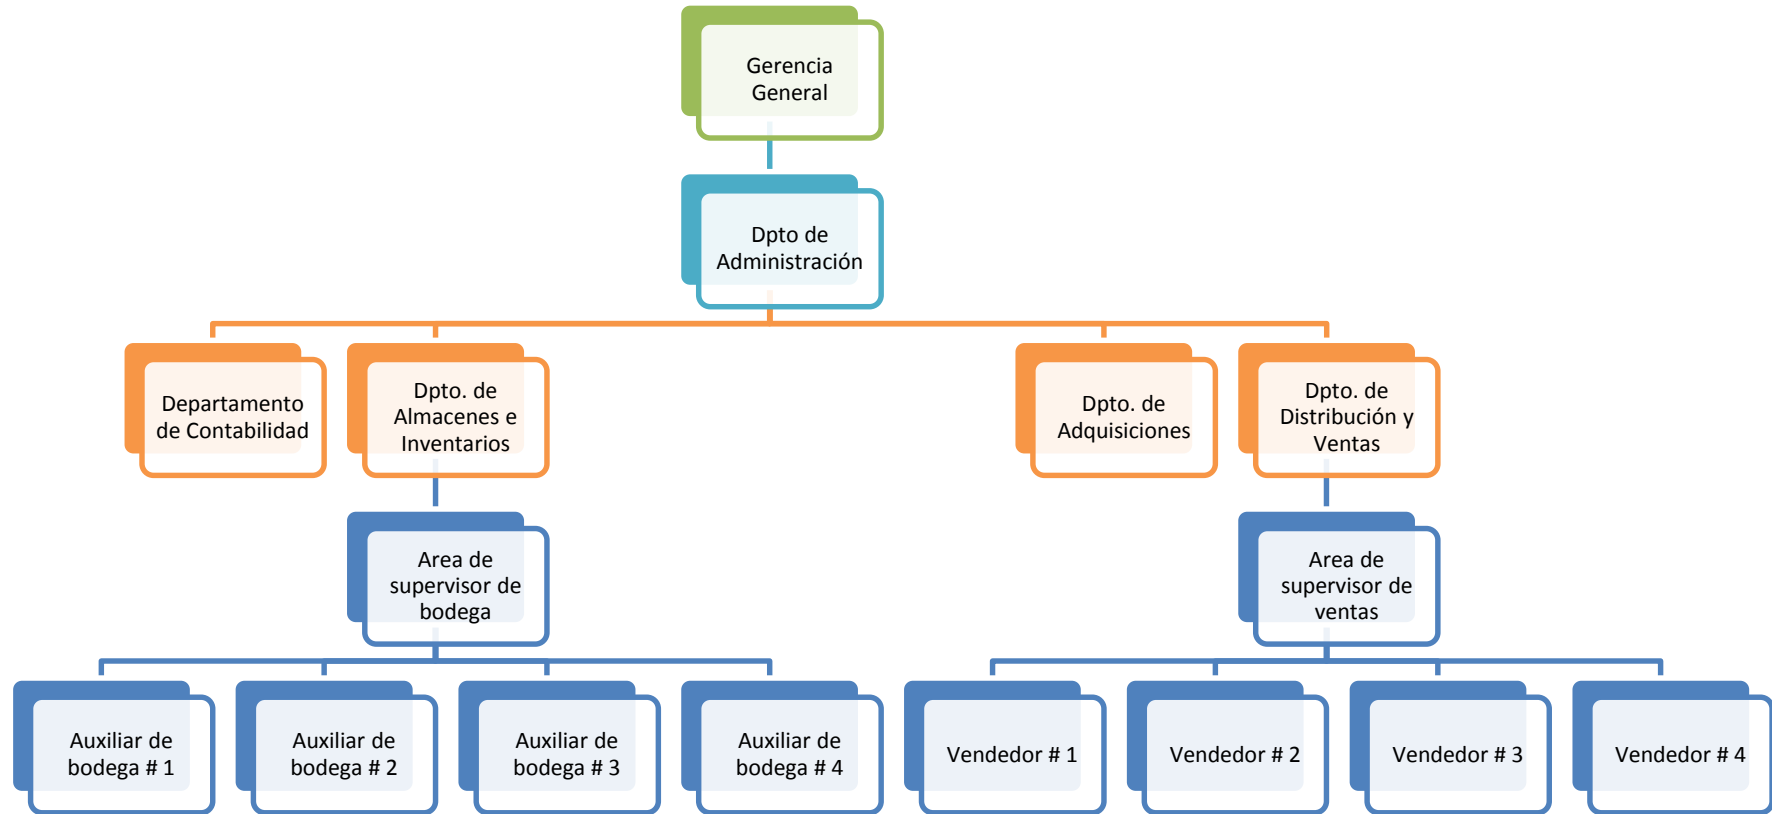 Gerencia
General
Dpto de
Administración
Departamento
de Contabilidad
Dpto. de
Almacenes e
Inventarios
Dpto. de
Adquisiciones
Dpto. de
Distribución y
Ventas
Area de
supervisor de
bodega
Area de
supervisor de
ventas
Auxiliar de
bodega # 1
Auxiliar de
bodega # 2
Auxiliar de
bodega # 3
Auxiliar de
bodega # 4
Vendedor # 1
Vendedor # 2
Vendedor # 3
Vendedor # 4